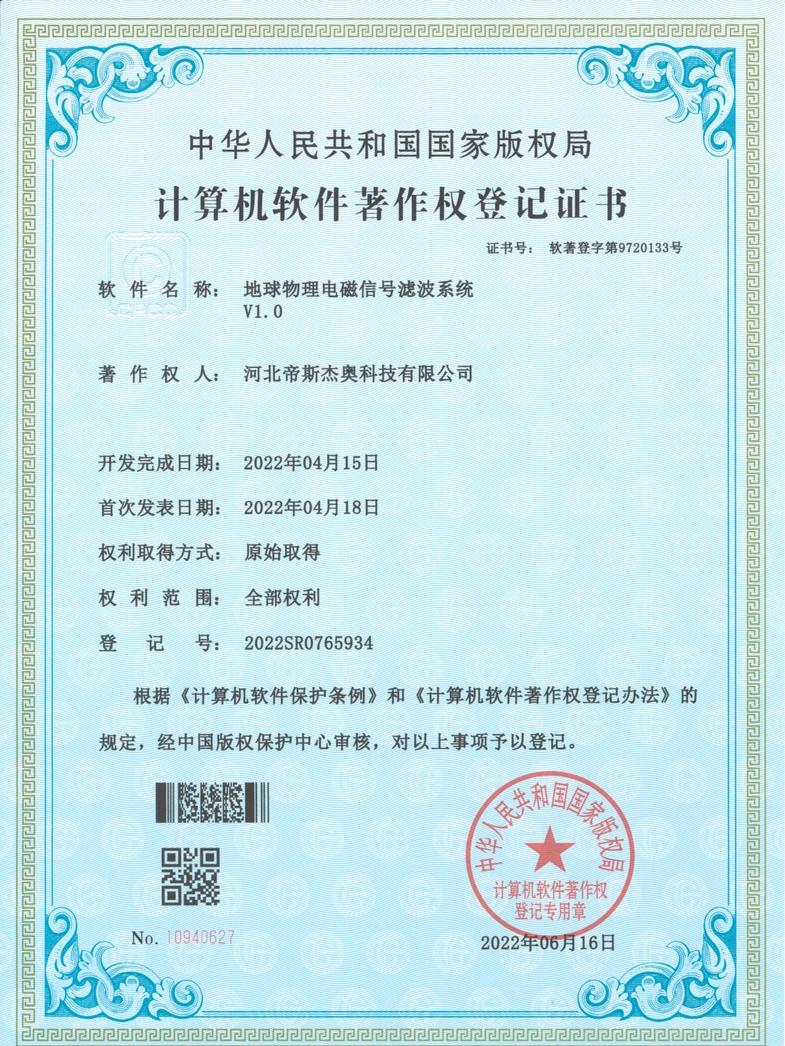 中华人民共和国国家版权局
计算机软件著作权登记证书
证书号： 软著登字第9720133号
软件名称： 地球物理电磁信号滤波系统
V1.0
著作权人： 河北帝斯杰奥科技有限公司
开发完成日期： 2022年04月15日
首次发表日期： 2022年04月18日
权利取得方式： 原始取得
权利范围： 全部权利
登记号： 2022SR0765934
根据《计算机软件保护条例》和《计算机软件著作权登记办法》的
规定，经中国版权保护中心审核，对以上事项予以登记。
中华人民共和国国家版权局
计算机软件著作权
登记专用章
No. 10940627
2022年06月16日